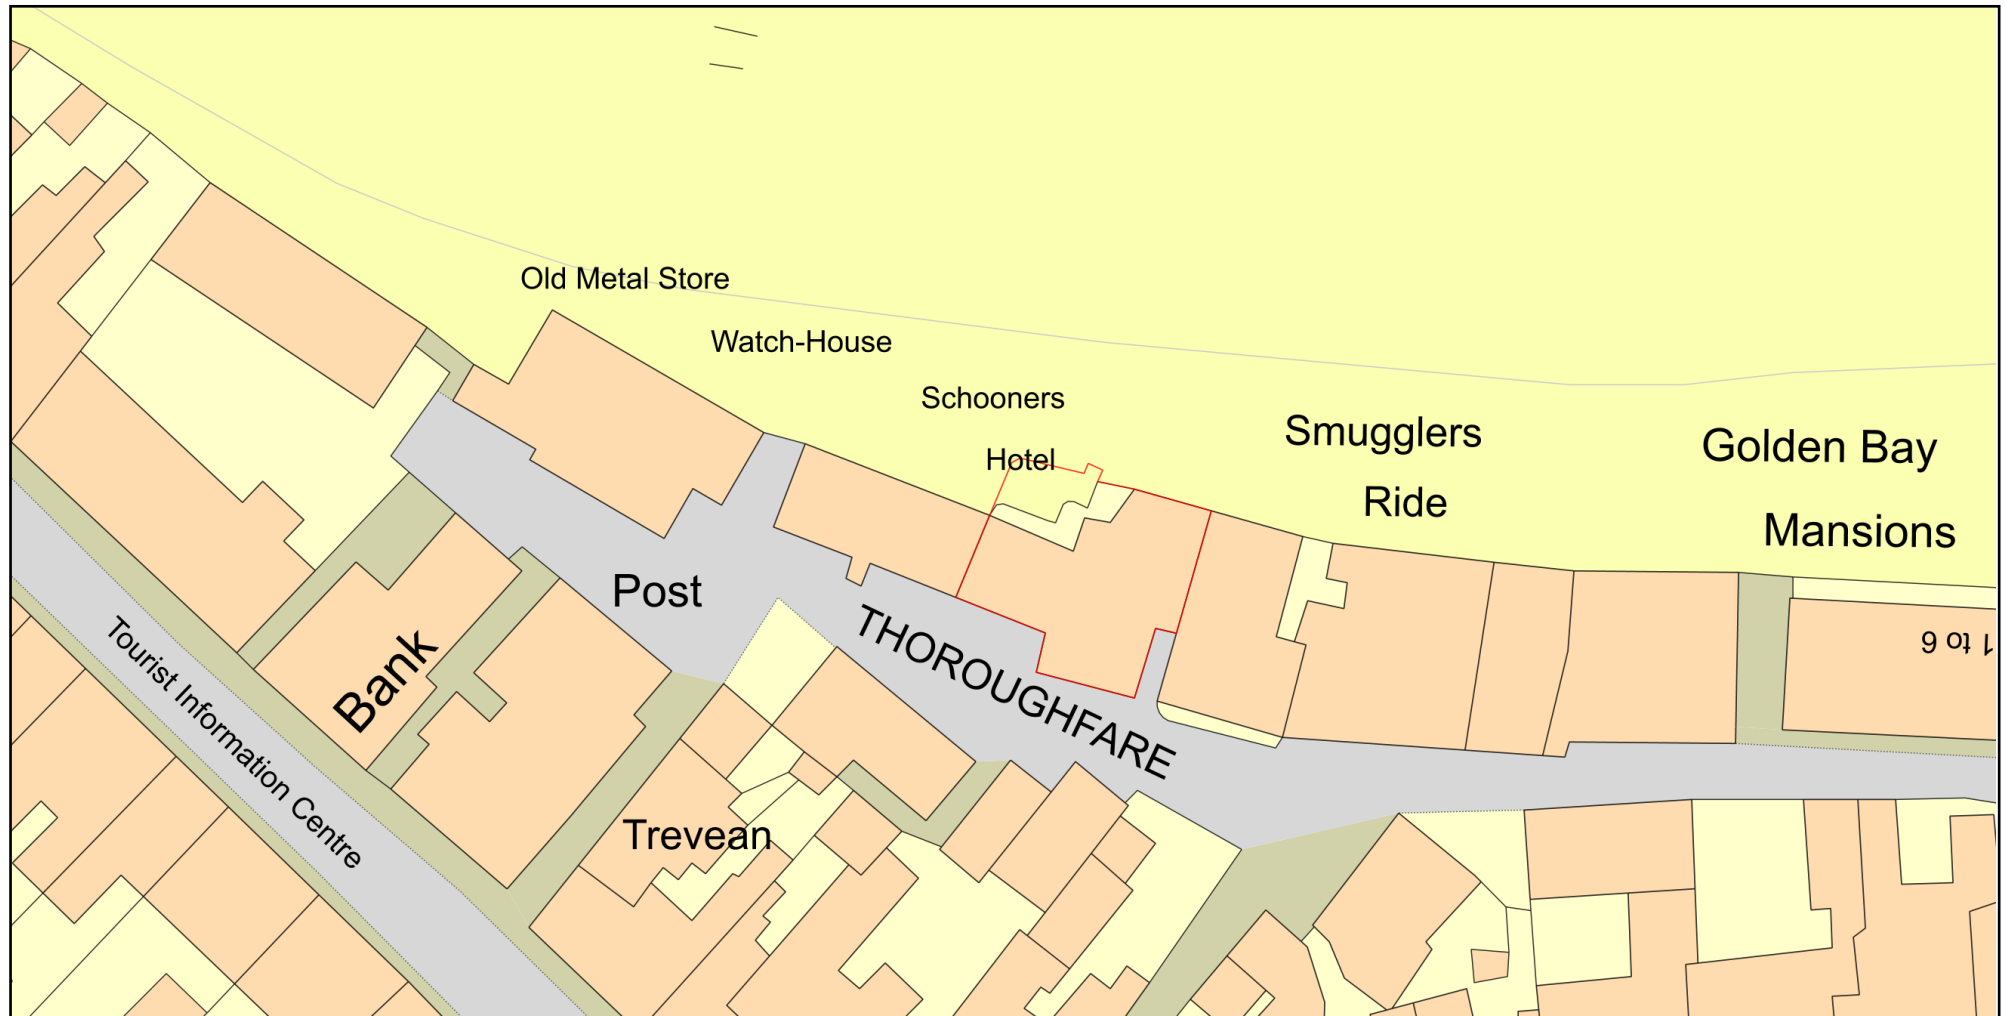 Old Metal Store
Watch-House
Schooners
Hotel
Smugglers
Ride
Golden Bay
Mansions
1 to 6
Post
THOROUGHFARE
Bank
Tourist Information Centre
Trevean